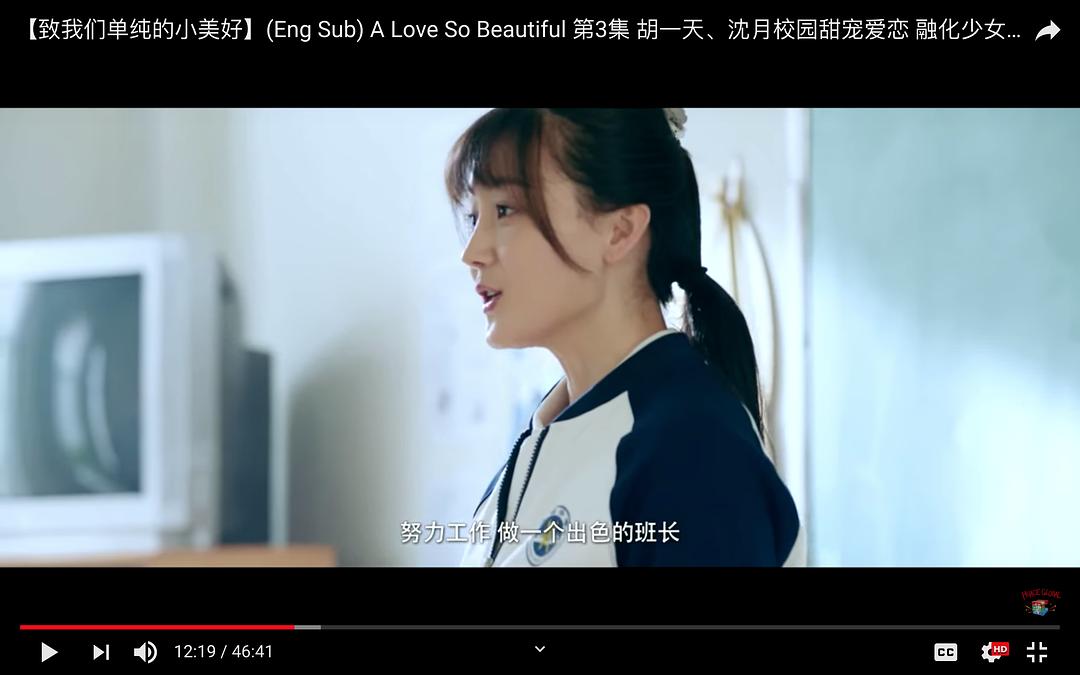 【致我们单纯的小美好】(Eng Sub) A Love So Beautiful 第3集 胡一天、沈月校园甜宠爱恋 融化少女...
努力工作 做一个出色的班长
12:19 / 46:41
CC
HD